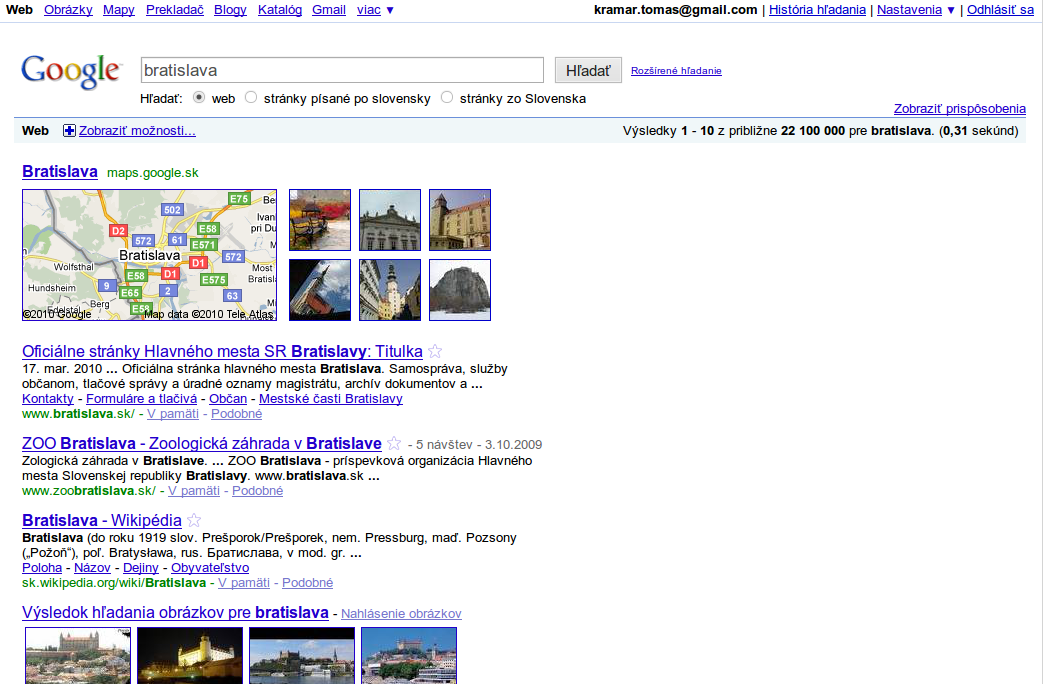 Web Obrázky Mapy Prekladač Blogy Katalóg Gmail viac ▼
kramar.tomas@gmail.com | História hľadania | Nastavenia ▼ | Odhlásiť sa
Google
bratislava
Hľadať
Rozšírené hľadanie
Hľadať: web stránky písané po slovensky stránky zo Slovenska
Zobraziť prispôsobenia
Web Zobraziť možnosti...
Výsledky 1 - 10 z približne 22 100 000 pre bratislava. (0,31 sekúnd)
Bratislava maps.google.sk
E75
502
D2
E58
572
61
E571
Bratislava
572
Wolfsthal
D1
E58
D1
Most
Hundsheim
9
E65
2
E575
63
Berg
E58
©2010 Google Map data ©2010 Tele Atlas
Oficiálne stránky Hlavného mesta SR Bratislavy: Titulka
17. mar. 2010 ... Oficiálna stránka hlavného mesta Bratislava. Samospráva, služby
občanom, tlačové správy a úradné oznamy magistrátu, archív dokumentov a ...
Kontakty - Formuláre a tlačivá - Občan - Mestské časti Bratislavy
www.bratislava.sk/ - V pamäti - Podobné
ZOO Bratislava - Zoologická záhrada v Bratislave - 5 návštev - 3.10.2009
Zologická záhrada v Bratislave. ... ZOO Bratislava - príspevková organizácia Hlavného
mesta Slovenskej republiky Bratislavy. www.bratislava.sk ...
www.zoobratislava.sk/ - V pamäti - Podobné
Bratislava - Wikipédia
Bratislava (do roku 1919 slov. Prešporok/Prešporek, nem. Pressburg, maď. Pozsony
(„Požoň“), poľ. Bratysława, rus. Братислава, v mod. gr. ...
Poloha - Názov - Dejiny - Obyvateľstvo
sk.wikipedia.org/wiki/Bratislava - V pamäti - Podobné
Výsledok hľadania obrázkov pre bratislava - Nahlásenie obrázkov